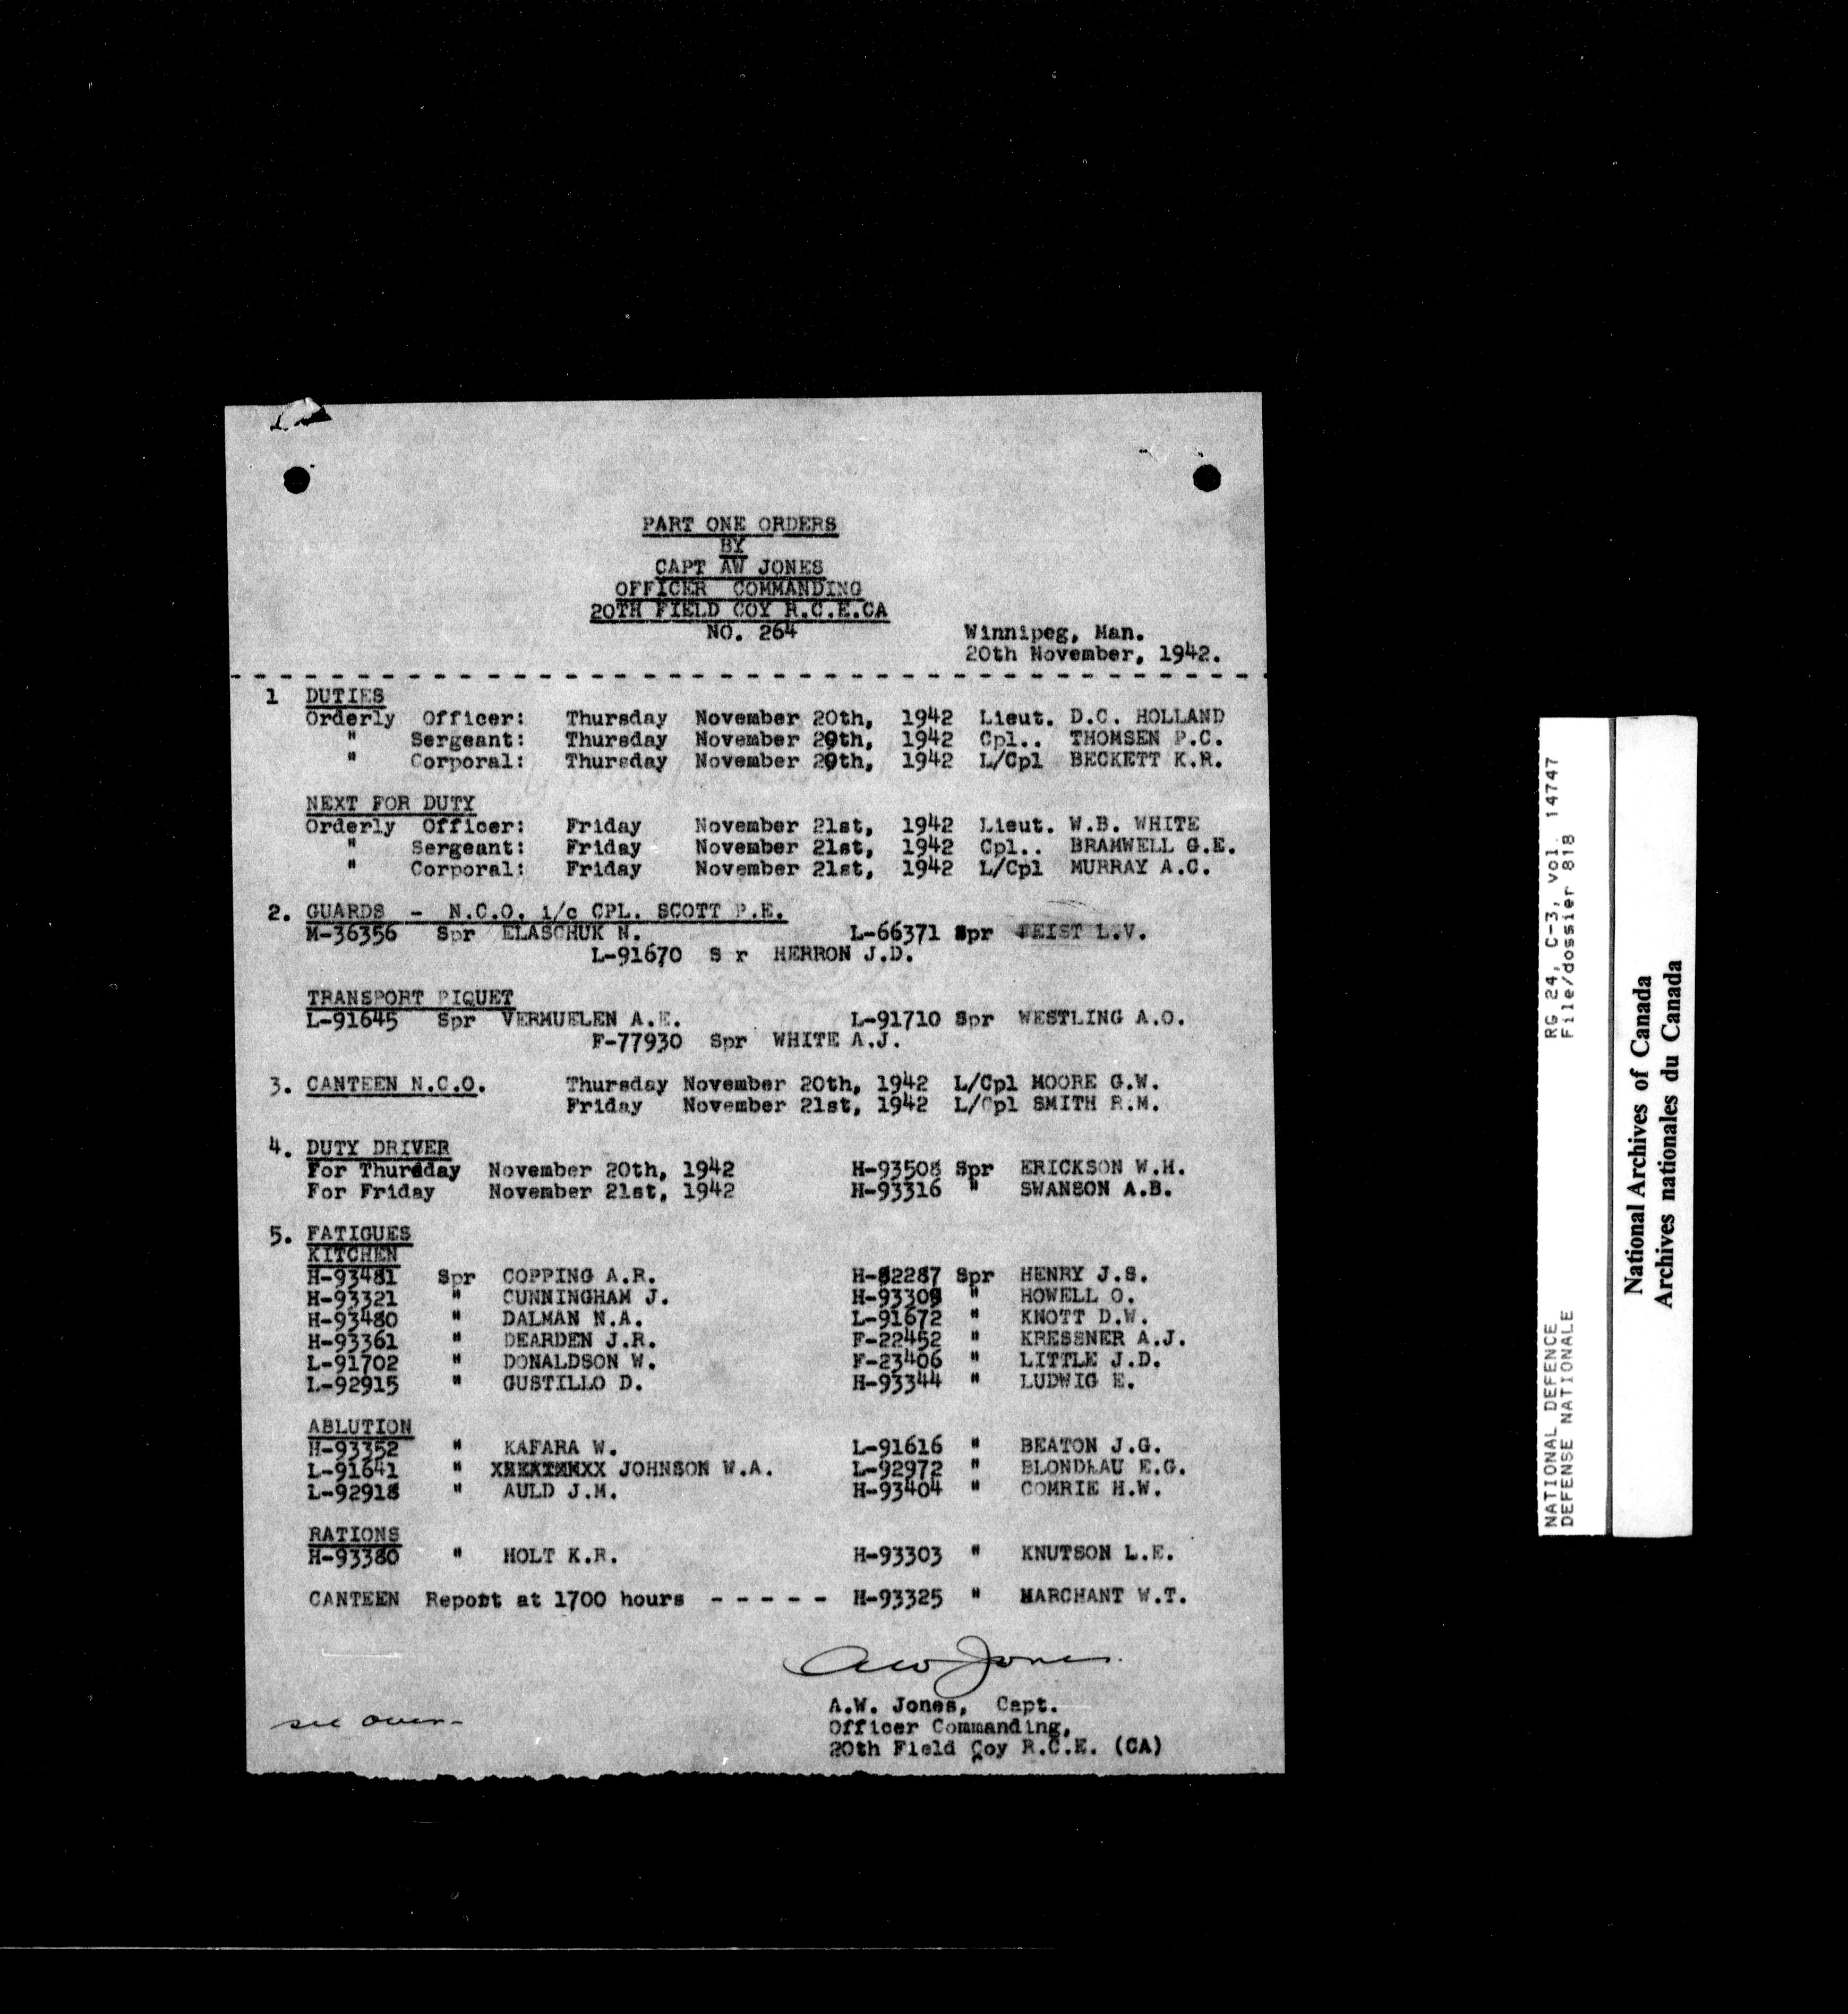 PART ONE ORDERS
BY
CAPT AW JONES
OFFICER COMMANDING
20TH FIELD COY R.C.E.CA
NO. 264
Winnipeg, Man.
20th November, 1942.
1 DUTIES
Orderly Officer: Thursday November 20th, 1942 Lieut. D.C. HOLLAND
" Sergeant: Thursday November 20th, 1942 Cpl.. THOMSEN P.C.
" Corporal: Thursday November 20th, 1942 L/Cpl BECKETT K.R.
NEXT FOR DUTY
Orderly Officer: Friday November 21st, 1942 Lieut. W.B. WHITE
" Sergeant: Friday November 21st, 1942 Cpl.. BRAMWELL G.E.
" Corporal: Friday November 21st, 1942 L/Cpl MURRAY A.C.
2. GUARDS - N.C.O. i/c CPL. SCOTT P.E.
M-36356 Spr ELASCHUK N. L-66371 Spr FEIST L.V.
L-91670 S r HERRON J.D.
TRANSPORT PIQUET
L-91645 Spr VERMUELEN A.E. L-91710 Spr WESTLING A.O.
F-77930 Spr WHITE A.J.
3. CANTEEN N.C.O. Thursday November 20th, 1942 L/Cpl MOORE G.W.
Friday November 21st, 1942 L/Cpl SMITH R.M.
4. DUTY DRIVER
For Thursday November 20th, 1942 H-93508 Spr ERICKSON W.H.
For Friday November 21st, 1942 H-93316 " SWANSON A.B.
5. FATIGUES
KITCHEN
H-93481 Spr COPPING A.R. H-82287 Spr HENRY J.S.
H-93321 " CUNNINGHAM J. H-93309 " HOWELL O.
H-93480 " DALMAN N.A. L-91672 " KNOTT D.W.
H-93361 " DEARDEN J.R. F-22452 " KRESSNER A.J.
L-91702 " DONALDSON W. F-23406 " LITTLE J.D.
L-92915 " GUSTILLO D. H-93344 " LUDWIG E.
ABLUTION
H-93352 " KAFARA W. L-91616 " BEATON J.G.
L-91641 " JOHNSON W.A. L-92972 " BLONDEAU E.G.
L-92918 " AULD J.M. H-93404 " COMRIE H.W.
RATIONS
H-93380 " HOLT K.R. H-93303 " KNUTSON L.E.
CANTEEN Report at 1700 hours - - - - - H-93325 " MARCHANT W.T.
AW Jones
A.W. Jones, Capt.
Officer Commanding,
20th Field Coy R.C.E. (CA)
see over-
NATIONAL DEFENCE RG 24, C-3, vol. 14747
DEFENSE NATIONALE File/dossier 818
National Archives of Canada
Archives nationales du Canada